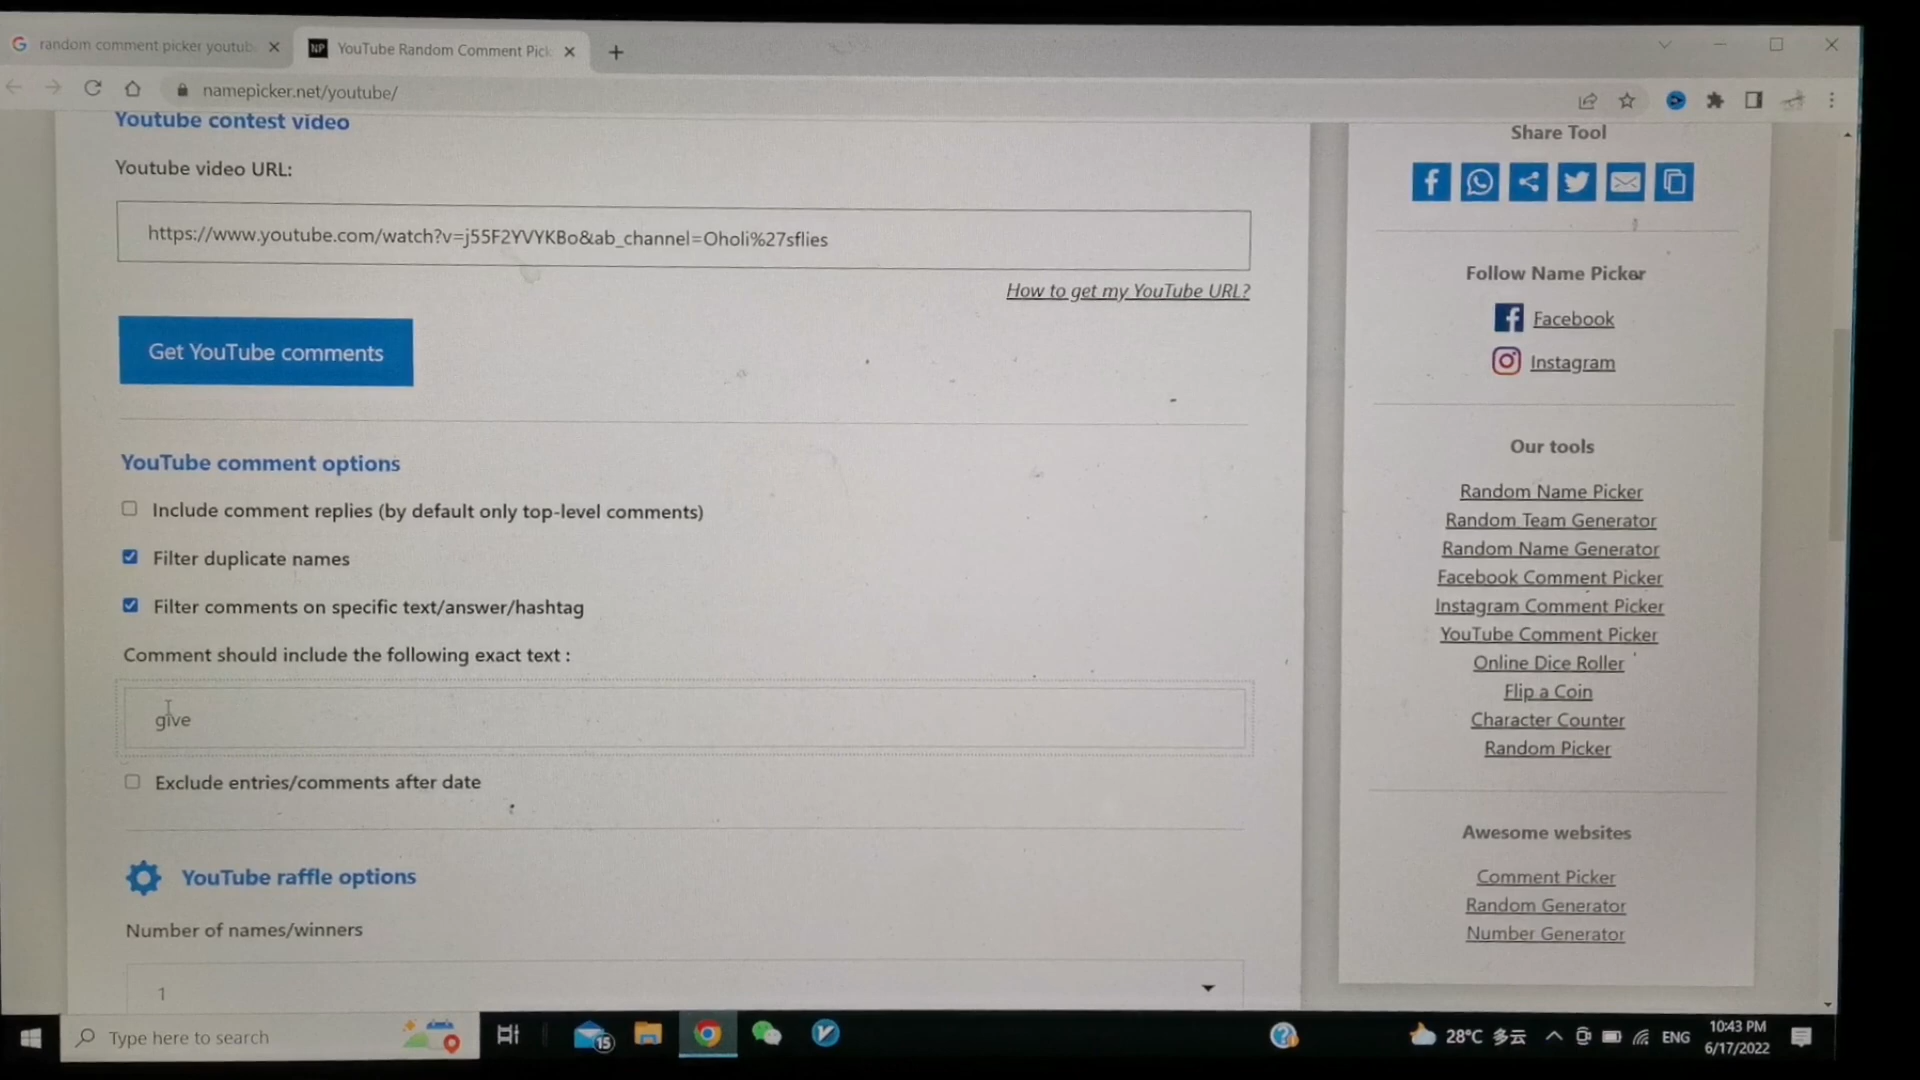 random comment picker youtub
NP YouTube Random Comment Pick
namepicker.net/youtube/
Youtube contest video
Youtube video URL:
https://www.youtube.com/watch?v=j55F2YVYKBo&ab_channel=Oholi%27sflies
How to get my YouTube URL?
Get YouTube comments
YouTube comment options
Include comment replies (by default only top-level comments)
Filter duplicate names
Filter comments on specific text/answer/hashtag
Comment should include the following exact text :
give
Exclude entries/comments after date
YouTube raffle options
Number of names/winners
1
Share Tool
Follow Name Picker
Facebook
Instagram
Our tools
Random Name Picker
Random Team Generator
Random Name Generator
Facebook Comment Picker
Instagram Comment Picker
YouTube Comment Picker
Online Dice Roller
Flip a Coin
Character Counter
Random Picker
Awesome websites
Comment Picker
Random Generator
Number Generator
Type here to search
15
28°C 多云
ENG
10:43 PM
6/17/2022